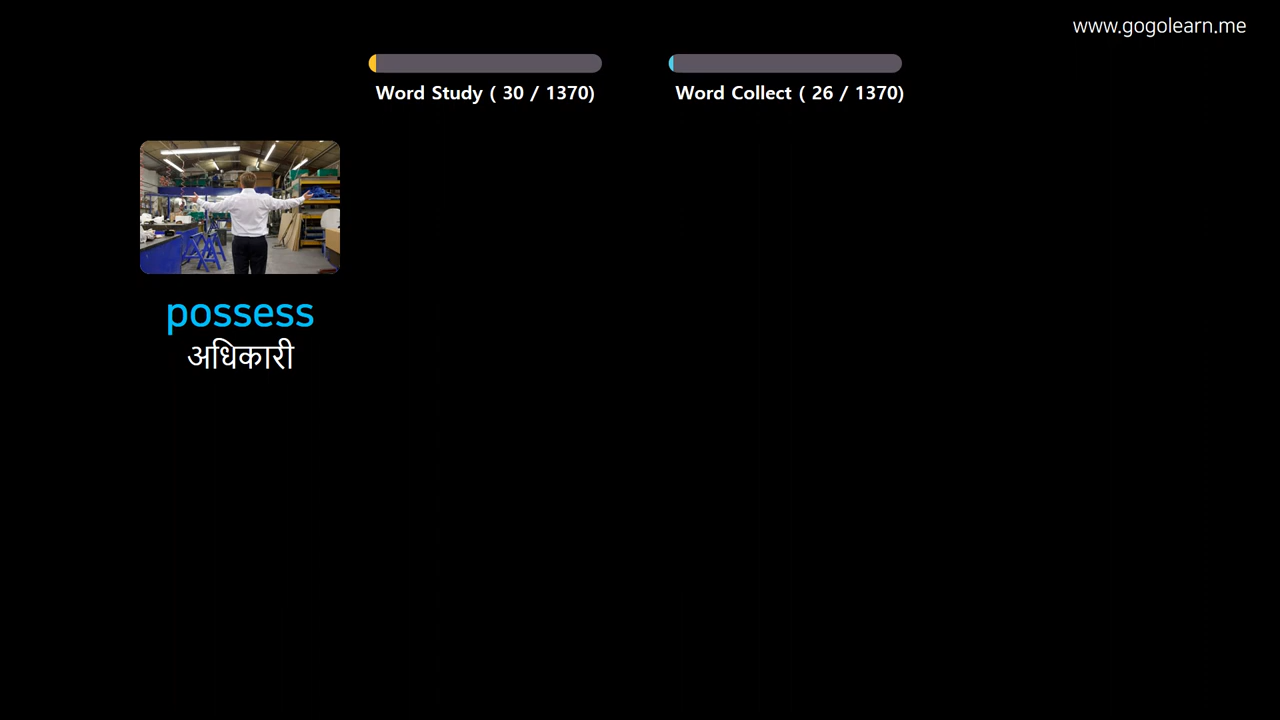 www.gogolearn.me
Word Study ( 30 / 1370)
Word Collect ( 26 / 1370)
possess
अधिकारी